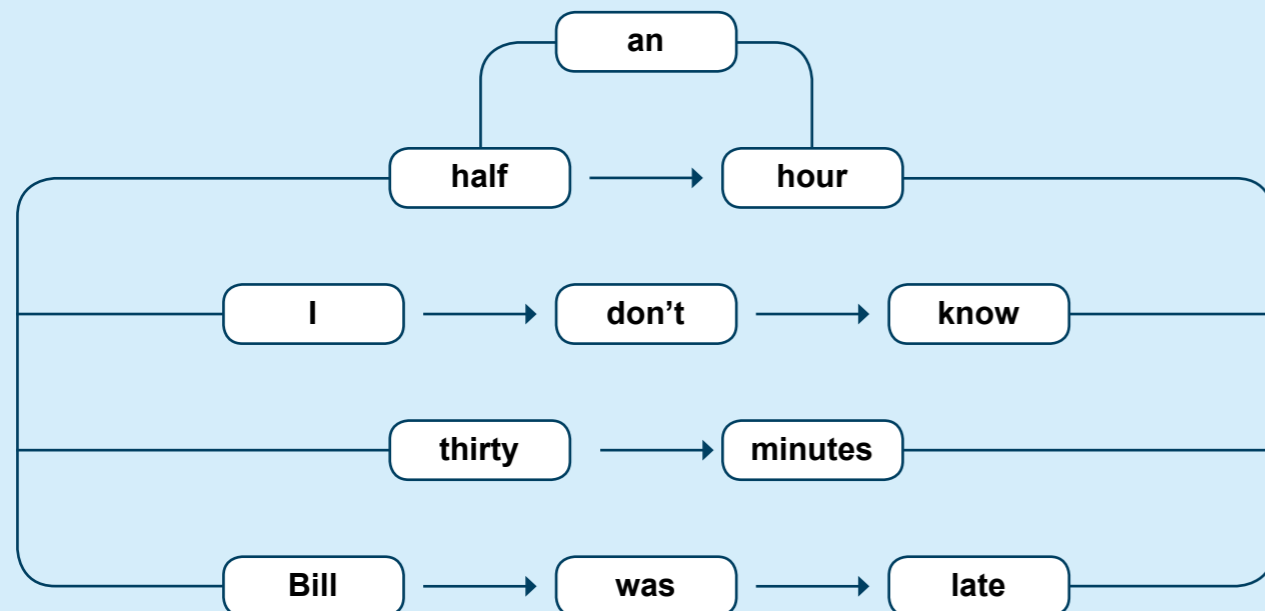 an
half hour
I don’t know
thirty minutes
Bill was late